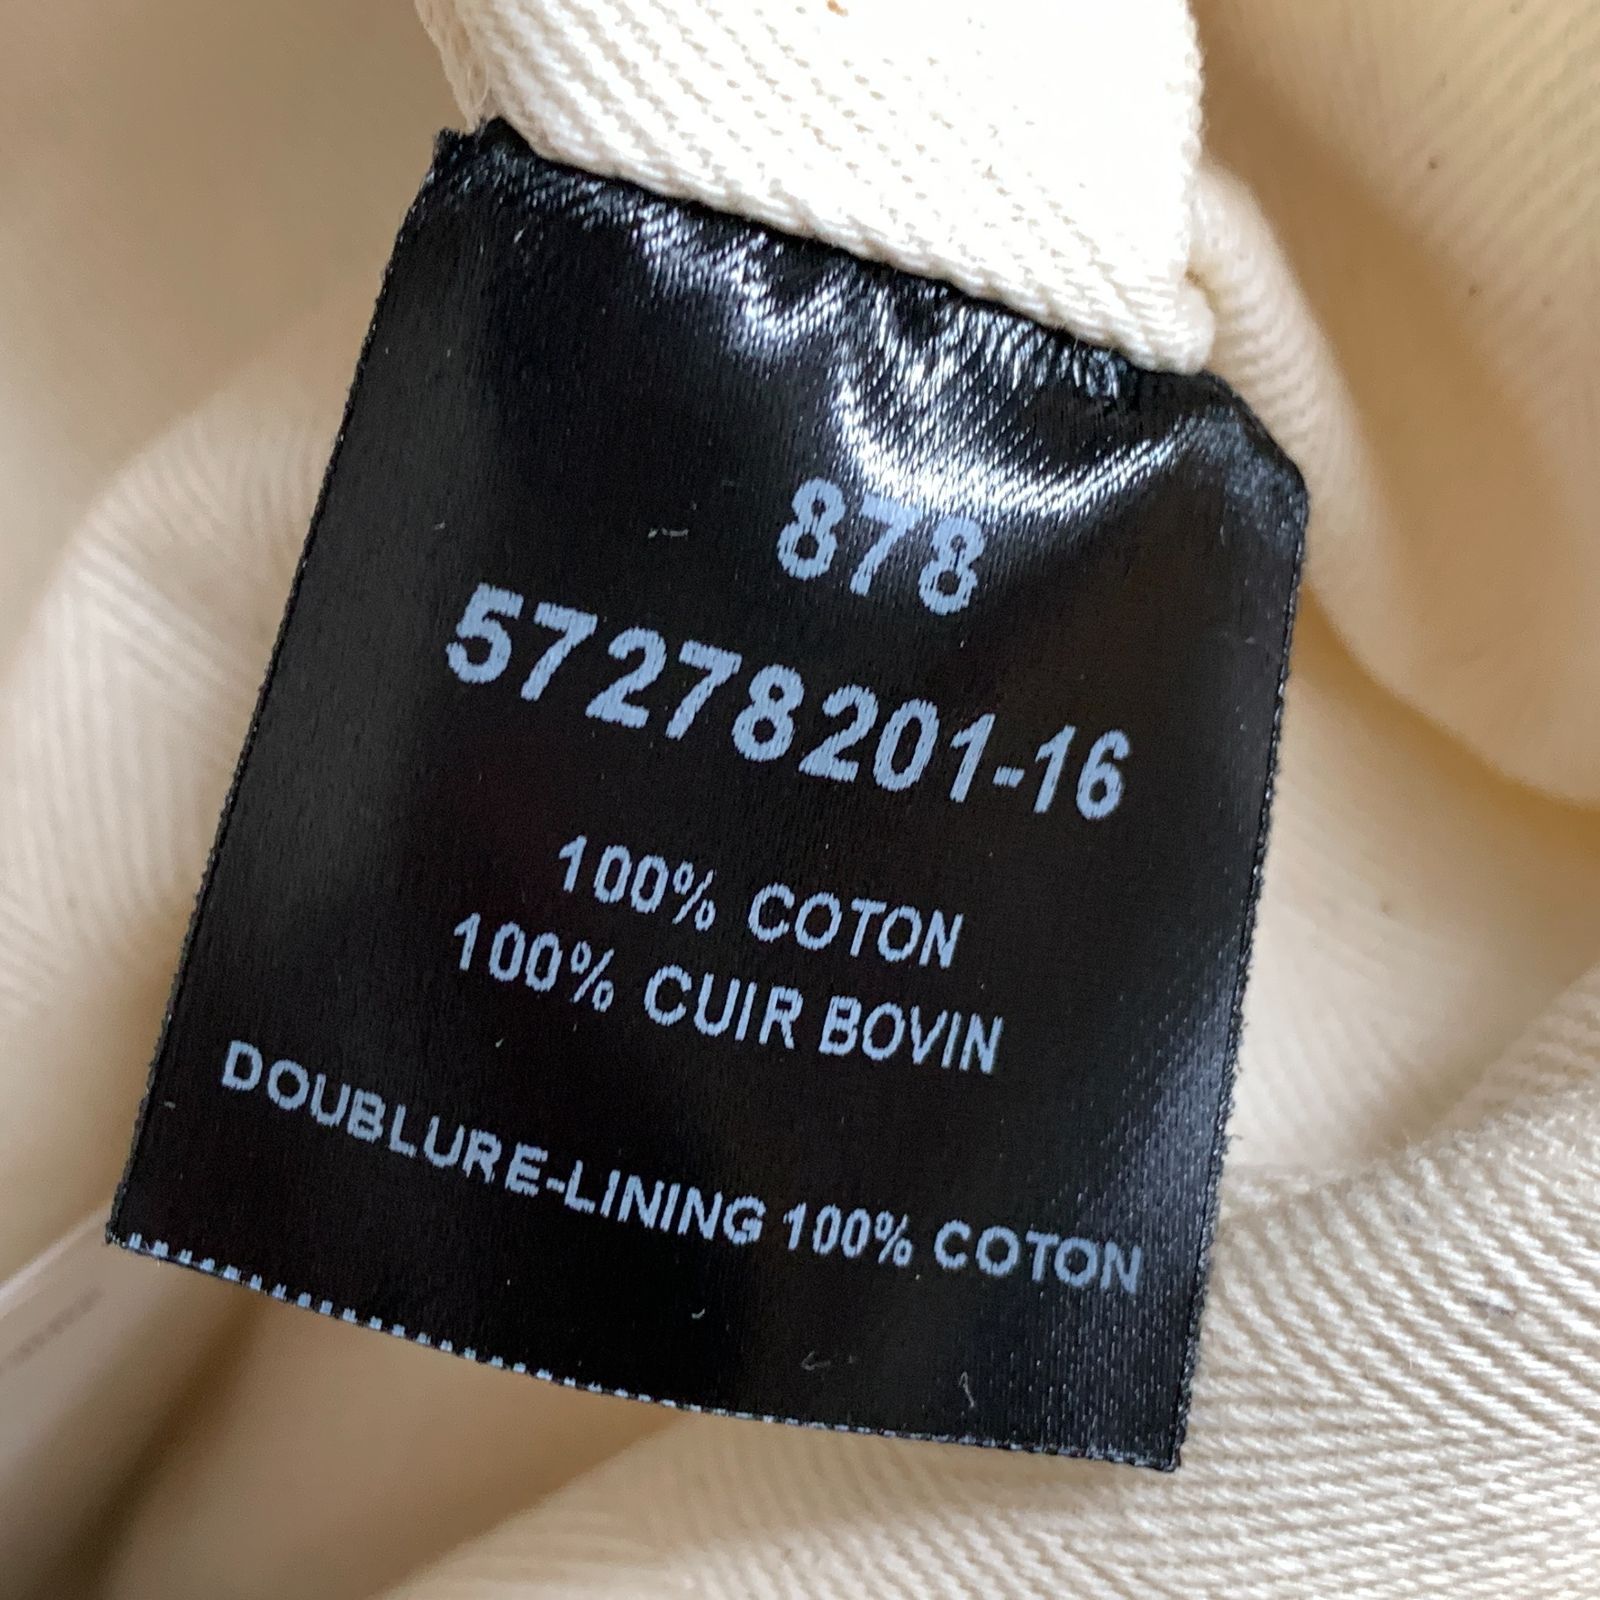 878
57278201-16
100% COTON
100% CUIR BOVIN
DOUBLURE-LINING 100% COTON